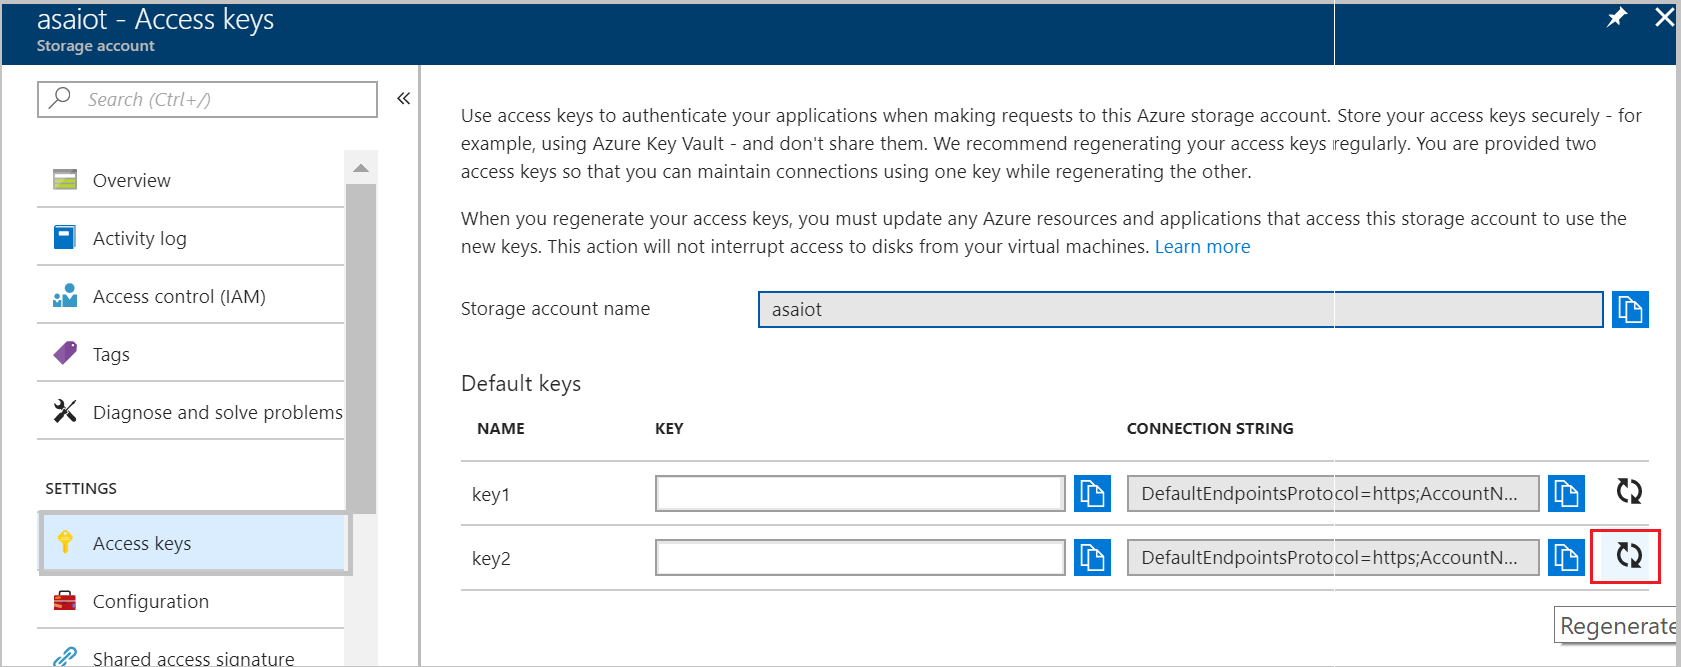 asaiot - Access keys
Storage account
Search (Ctrl+/)
«
Overview
Activity log
Access control (IAM)
Tags
Diagnose and solve problems
SETTINGS
Access keys
Configuration
Shared access signature
Use access keys to authenticate your applications when making requests to this Azure storage account. Store your access keys securely - for
example, using Azure Key Vault - and don't share them. We recommend regenerating your access keys regularly. You are provided two
access keys so that you can maintain connections using one key while regenerating the other.
When you regenerate your access keys, you must update any Azure resources and applications that access this storage account to use the
new keys. This action will not interrupt access to disks from your virtual machines. Learn more
Storage account name asaiot
Default keys
NAME KEY CONNECTION STRING
key1 DefaultEndpointsProtocol=https;AccountN...
key2 DefaultEndpointsProtocol=https;AccountN...
Regenerate